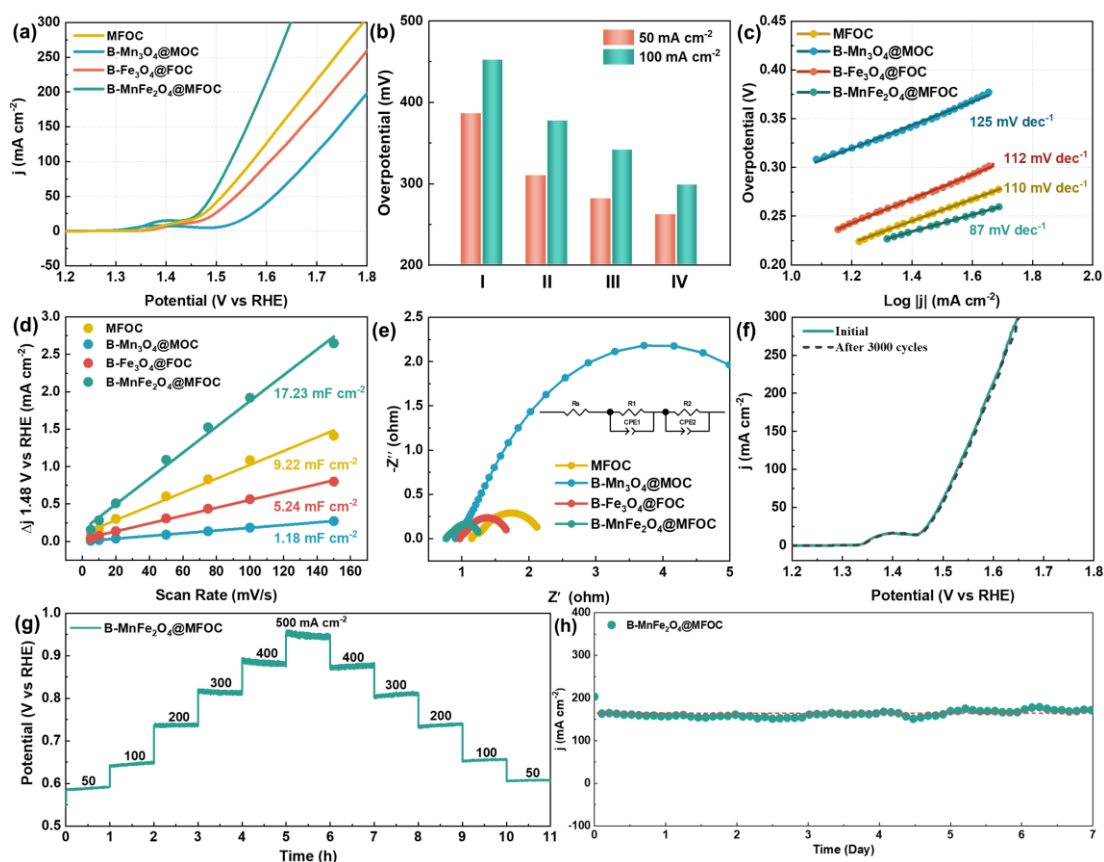 (a)
MFOC
B-Mn₃O₄@MOC
B-Fe₃O₄@FOC
B-MnFe₂O₄@MFOC
300
250
200
150
100
50
0
-50
j (mA cm⁻²)
1.2 1.3 1.4 1.5 1.6 1.7 1.8
Potential (V vs RHE)
(b)
50 mA cm⁻²
100 mA cm⁻²
500
400
300
200
Overpotential (mV)
I II III IV
(c)
MFOC
B-Mn₃O₄@MOC
B-Fe₃O₄@FOC
B-MnFe₂O₄@MFOC
0.45
0.40
0.35
0.30
0.25
0.20
Overpotential (V)
125 mV dec⁻¹
112 mV dec⁻¹
110 mV dec⁻¹
87 mV dec⁻¹
1.0 1.2 1.4 1.6 1.8 2.0
Log |j| (mA cm⁻²)
(d)
MFOC
B-Mn₃O₄@MOC
B-Fe₃O₄@FOC
B-MnFe₂O₄@MFOC
3.0
2.5
2.0
1.5
1.0
0.5
0.0
Δj 1.48 V vs RHE (mA cm⁻²)
17.23 mF cm⁻²
9.22 mF cm⁻²
5.24 mF cm⁻²
1.18 mF cm⁻²
0 20 40 60 80 100 120 140 160
Scan Rate (mV/s)
(e)
2.5
2.0
1.5
1.0
0.5
0.0
-Z′′ (ohm)
Rs R1 R2
CPE1 CPE2
MFOC
B-Mn₃O₄@MOC
B-Fe₃O₄@FOC
B-MnFe₂O₄@MFOC
1 2 3 4 5
Z′ (ohm)
(f)
Initial
After 3000 cycles
300
250
200
150
100
50
0
j (mA cm⁻²)
1.2 1.3 1.4 1.5 1.6 1.7 1.8
Potential (V vs RHE)
(g)
B-MnFe₂O₄@MFOC
1.0
0.9
0.8
0.7
0.6
0.5
Potential (V vs RHE)
50
100
200
300
400
500 mA cm⁻²
400
300
200
100
50
0 1 2 3 4 5 6 7 8 9 10 11
Time (h)
(h)
B-MnFe₂O₄@MFOC
400
300
200
100
0
-100
j (mA cm⁻²)
0 1 2 3 4 5 6 7
Time (Day)